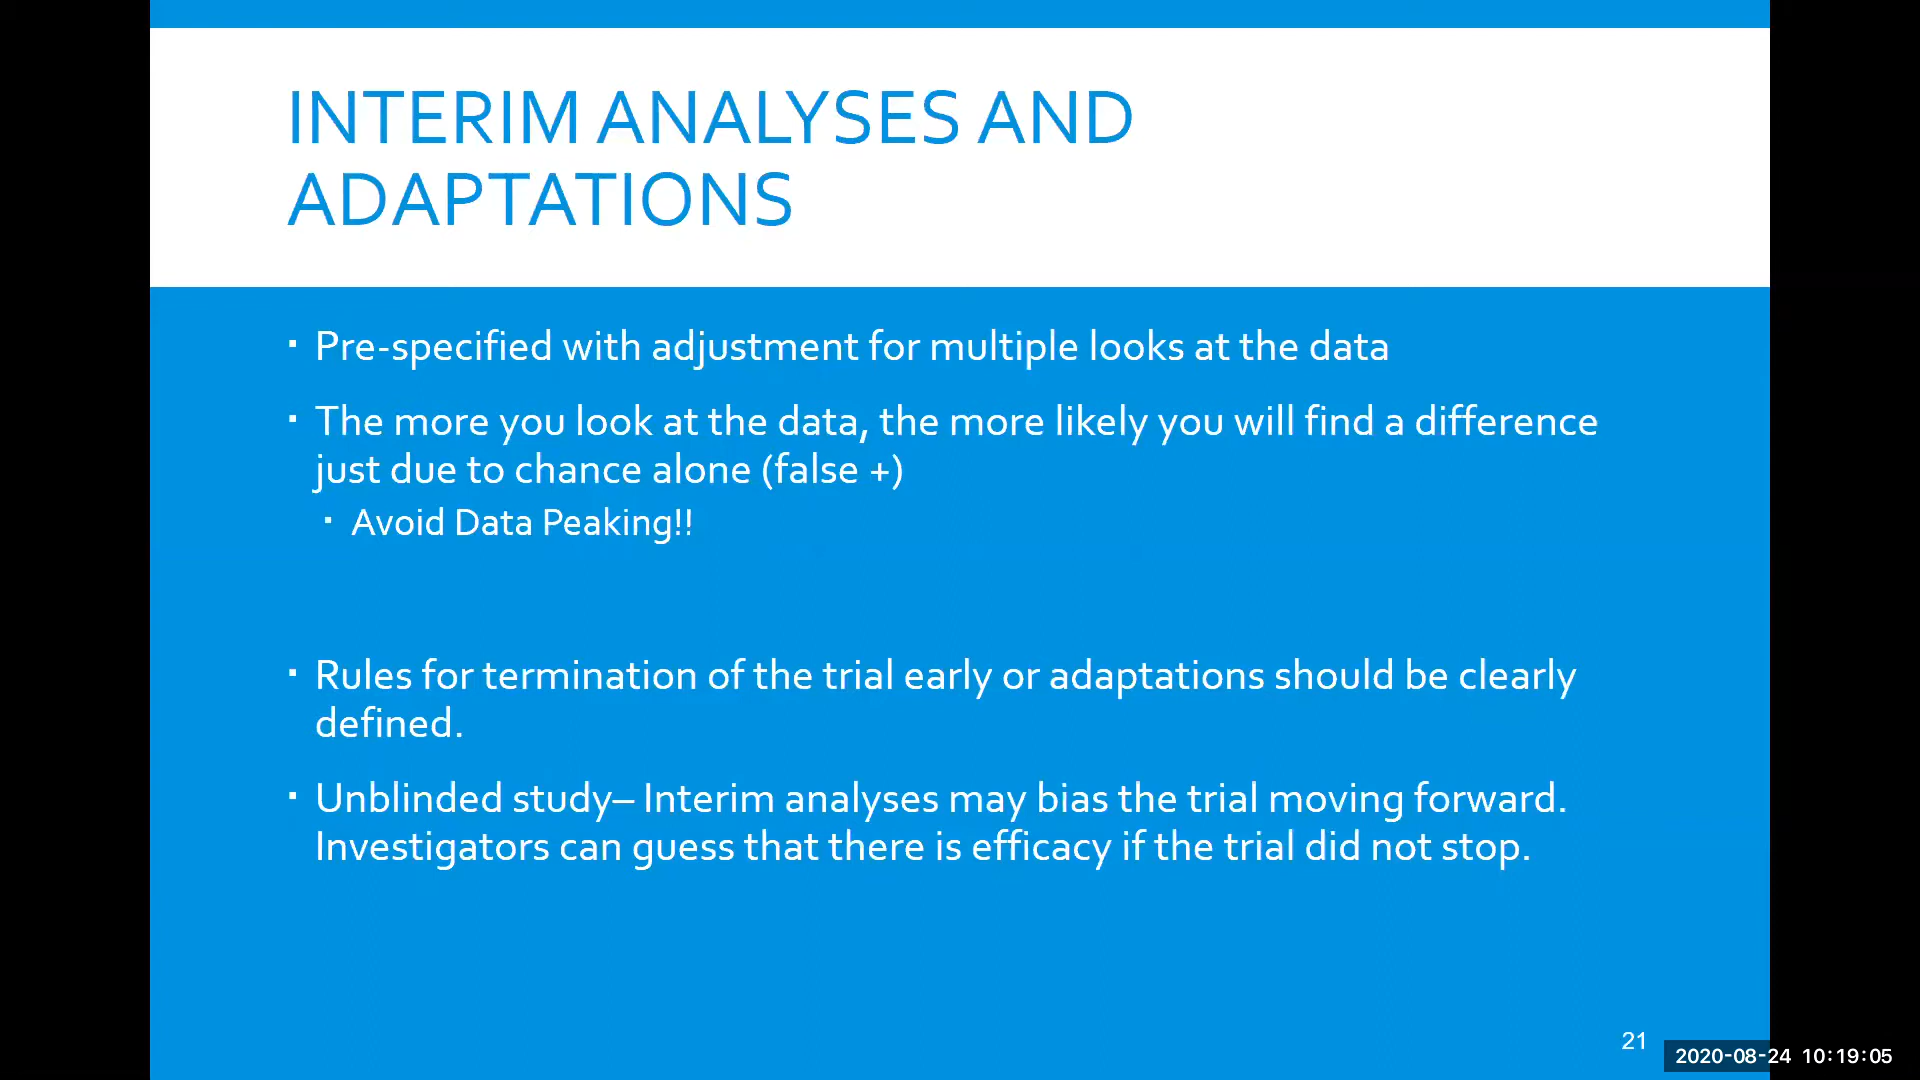 INTERIM ANALYSES AND
ADAPTATIONS
▪ Pre-specified with adjustment for multiple looks at the data
▪ The more you look at the data, the more likely you will find a difference
just due to chance alone (false +)
▪ Avoid Data Peaking!!
▪ Rules for termination of the trial early or adaptations should be clearly
defined.
▪ Unblinded study– Interim analyses may bias the trial moving forward.
Investigators can guess that there is efficacy if the trial did not stop.
21
2020-08-24 10:19:05